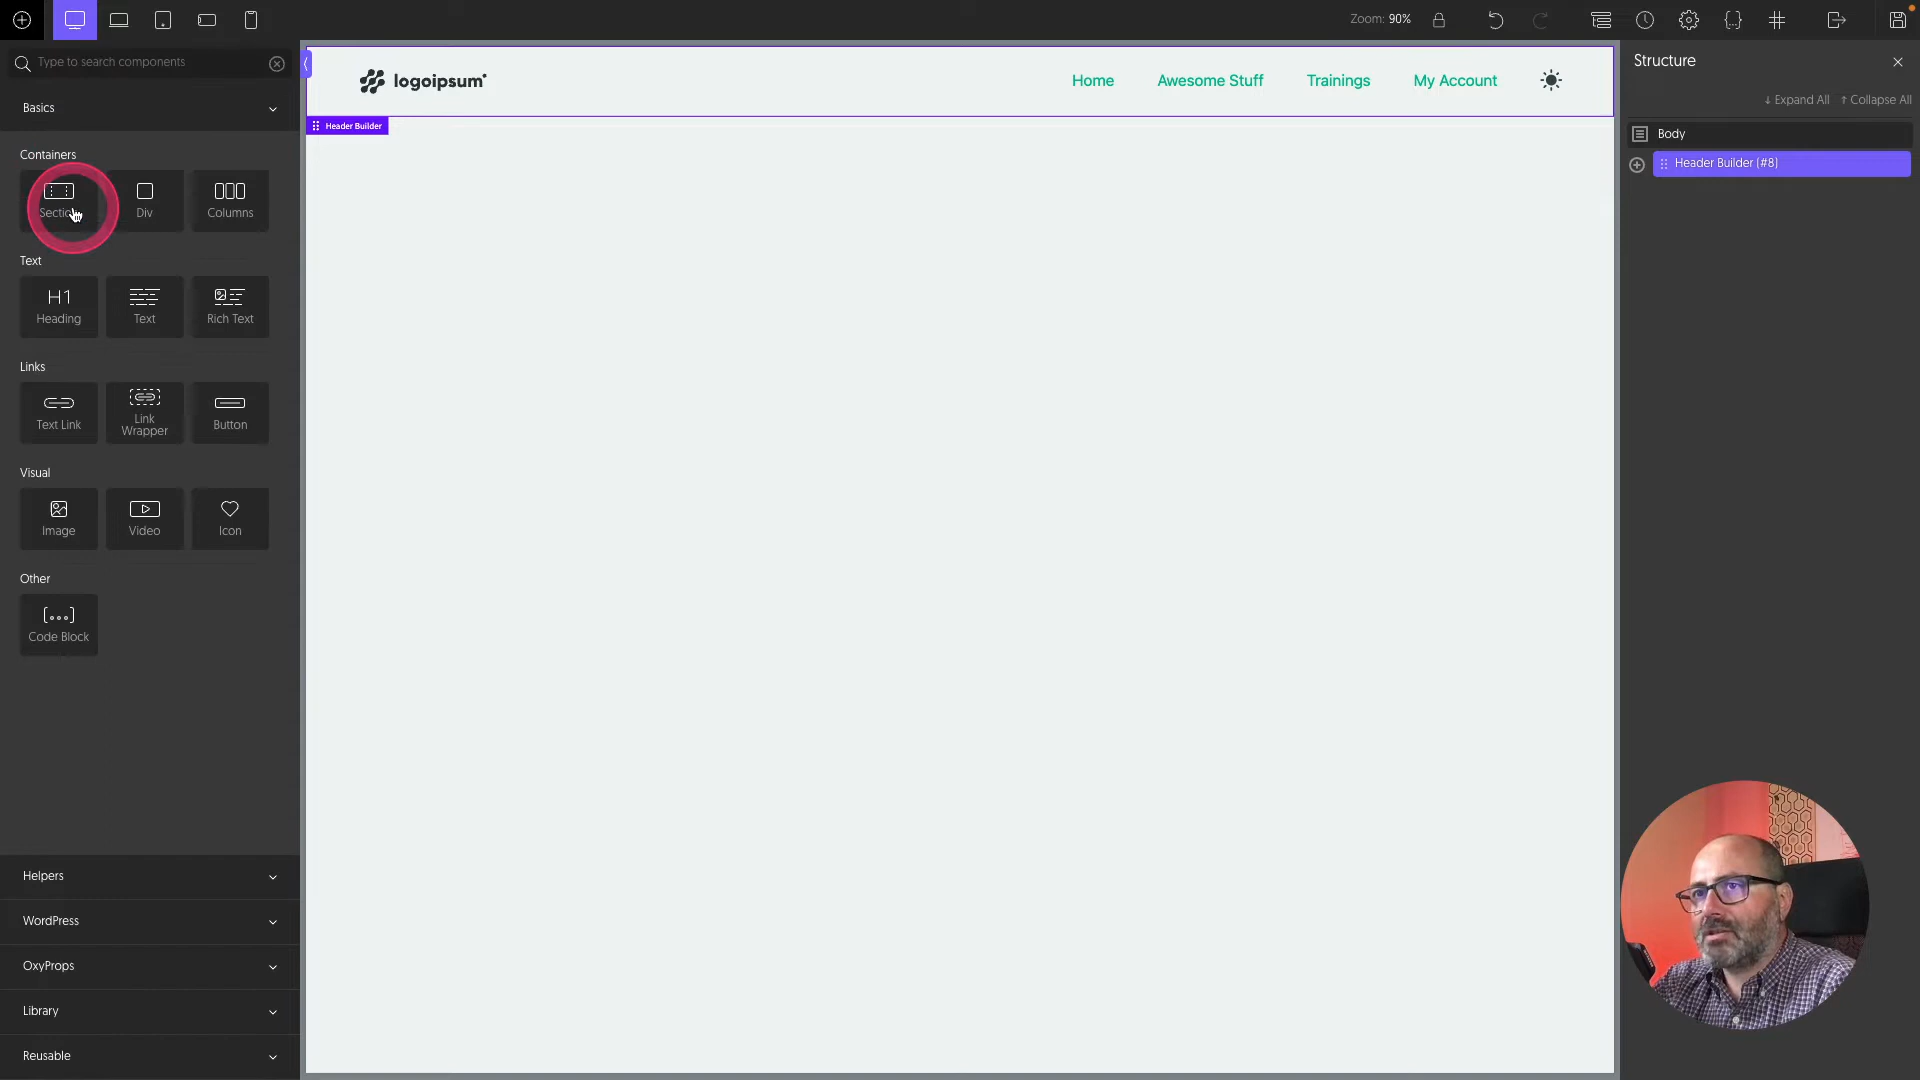 Zoom: 90%
Type to search components
Basics
Containers
Section
Div
Columns
Text
H1
Heading
Text
Rich Text
Links
Text Link
Link
Wrapper
Button
Visual
Image
Video
Icon
Other
Code Block
Helpers
WordPress
OxyProps
Library
Reusable
logoipsum
Home
Awesome Stuff
Trainings
My Account
Header Builder
Structure
Expand All
Collapse All
Body
Header Builder (#8)